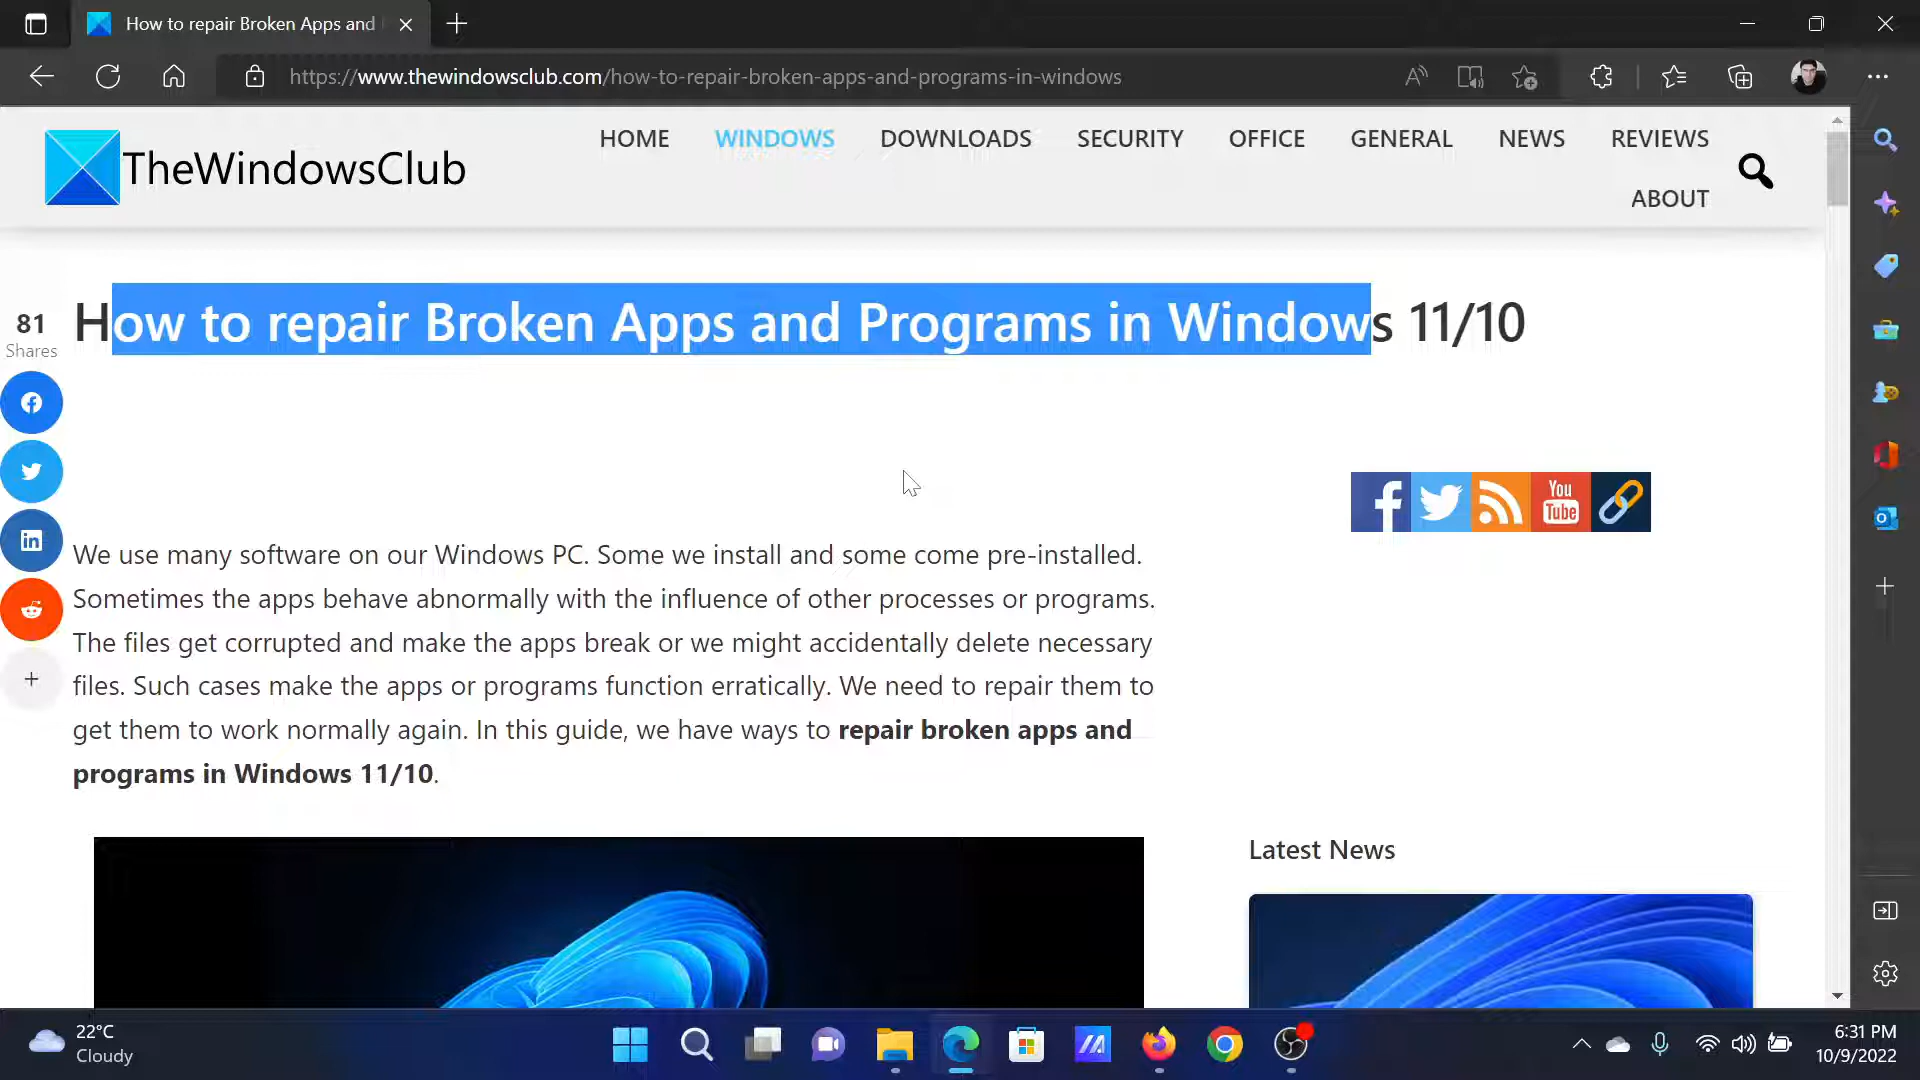 How to repair Broken Apps and
https://www.thewindowsclub.com/how-to-repair-broken-apps-and-programs-in-windows
TheWindowsClub
HOME WINDOWS DOWNLOADS SECURITY OFFICE GENERAL NEWS REVIEWS
ABOUT
How to repair Broken Apps and Programs in Windows 11/10
81
Shares
You
Tube
We use many software on our Windows PC. Some we install and some come pre-installed.
Sometimes the apps behave abnormally with the influence of other processes or programs.
The files get corrupted and make the apps break or we might accidentally delete necessary
files. Such cases make the apps or programs function erratically. We need to repair them to
get them to work normally again. In this guide, we have ways to repair broken apps and
programs in Windows 11/10.
Latest News
22°C
Cloudy
6:31 PM
10/9/2022